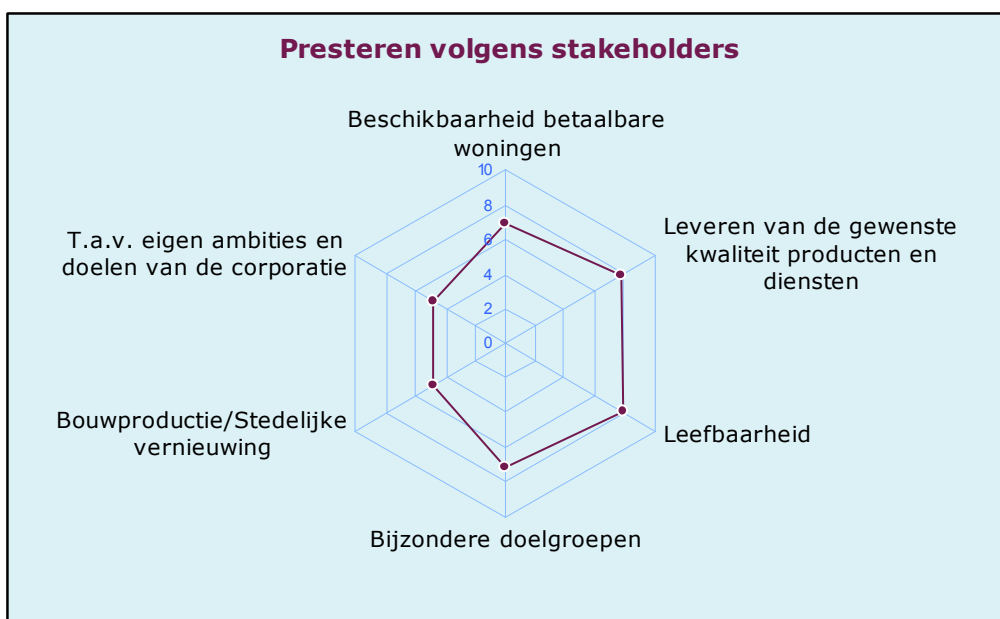 Presteren volgens stakeholders
Beschikbaarheid betaalbare
woningen
10
8
6
4
2
0
Leveren van de gewenste
kwaliteit producten en
diensten
Leefbaarheid
Bijzondere doelgroepen
Bouwproductie/Stedelijke
vernieuwing
T.a.v. eigen ambities en
doelen van de corporatie